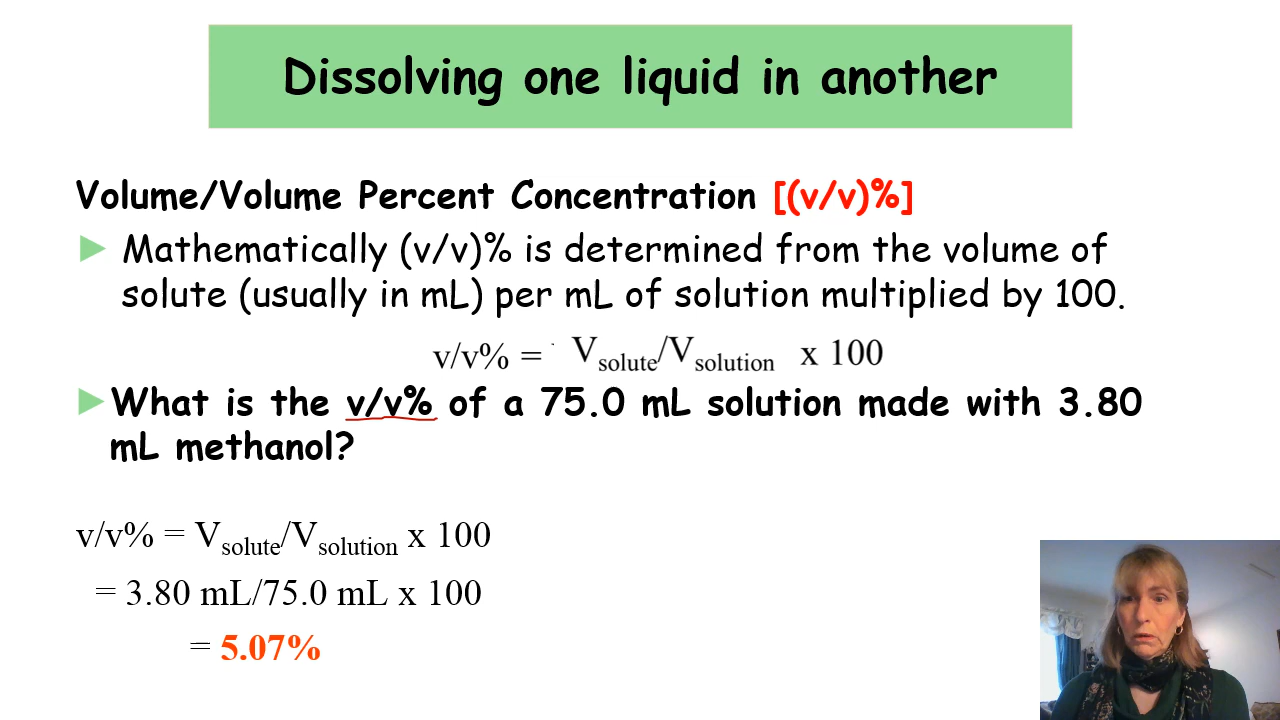 Dissolving one liquid in another
Volume/Volume Percent Concentration [(v/v)%]
Mathematically (v/v)% is determined from the volume of
solute (usually in mL) per mL of solution multiplied by 100.
v/v% = Vsolute/Vsolution x 100
What is the v/v% of a 75.0 mL solution made with 3.80
mL methanol?
v/v% = Vsolute/Vsolution x 100
= 3.80 mL/75.0 mL x 100
= 5.07%